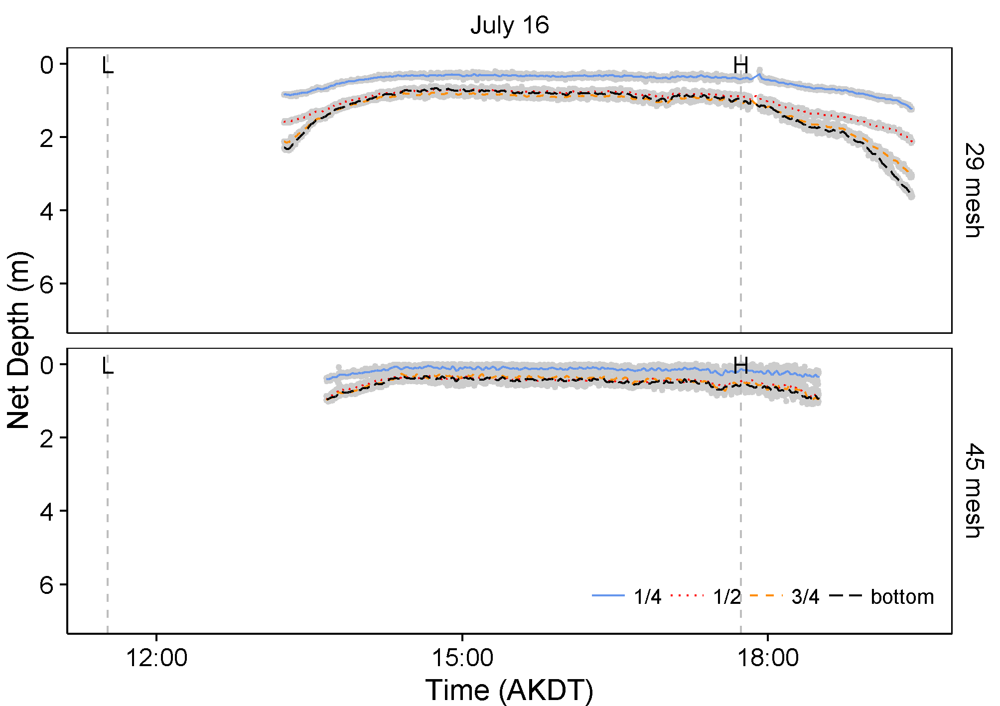 July 16
0
2
4
6
L
H
29 mesh
Net Depth (m)
0
2
4
6
L
H
45 mesh
1/4 1/2 3/4 bottom
12:00 15:00 18:00
Time (AKDT)